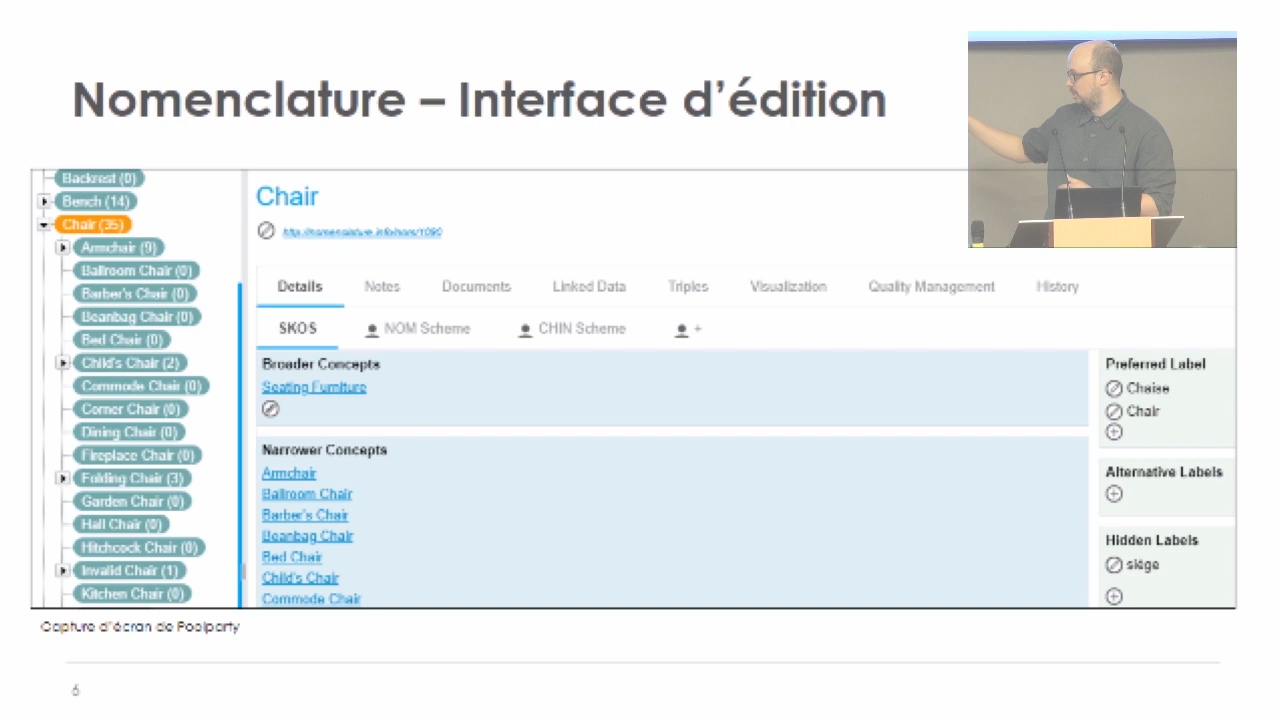 Nomenclature – Interface d'édition
Backrest (0)
Bench (14)
Chair (35)
Armchair (9)
Ballroom Chair (0)
Barber's Chair (0)
Beanbag Chair (0)
Bed Chair (0)
Child's Chair (2)
Commode Chair (0)
Corner Chair (0)
Dining Chair (0)
Fireplace Chair (0)
Folding Chair (3)
Garden Chair (0)
Hall Chair (0)
Hitchcock Chair (0)
Invalid Chair (1)
Kitchen Chair (0)
Chair
Details Notes Documents Linked Data Triples Visualization Quality Management History
SKOS NOM Scheme CHIN Scheme +
Broader Concepts
Seating Furniture
Narrower Concepts
Armchair
Ballroom Chair
Barber's Chair
Beanbag Chair
Bed Chair
Child's Chair
Commode Chair
Preferred Label
Chaise
Chair
Alternative Labels
Hidden Labels
siège
Capture d'écran de Poolparty
6